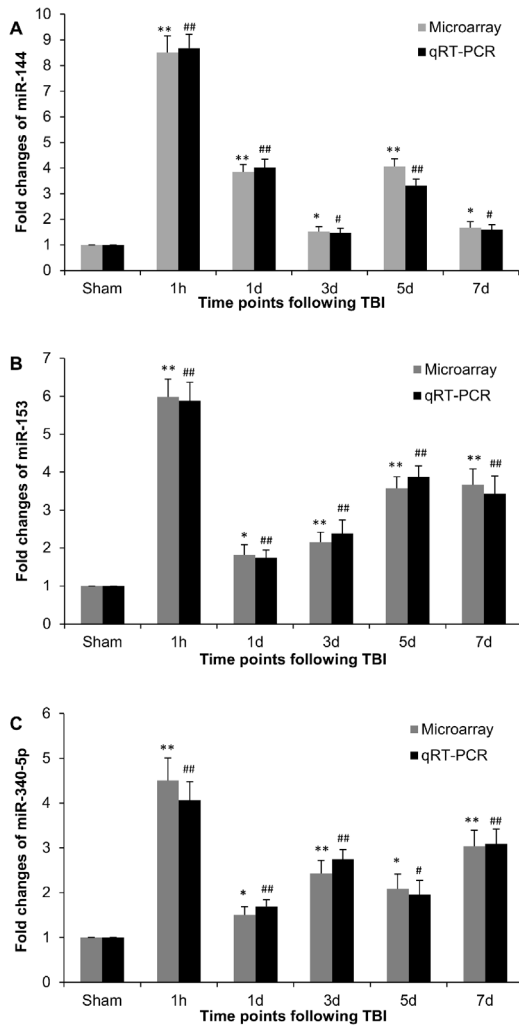 A
Fold changes of miR-144
10
9
8
7
6
5
4
3
2
1
0
** ##
** ##
* #
** ##
* #
Microarray
qRT-PCR
Sham 1h 1d 3d 5d 7d
Time points following TBI
B
Fold changes of miR-153
7
6
5
4
3
2
1
0
** ##
* ##
** ##
** ##
** ##
Microarray
qRT-PCR
Sham 1h 1d 3d 5d 7d
Time points following TBI
C
Fold changes of miR-340-5p
6
5
4
3
2
1
0
** ##
* ##
** ##
* #
** ##
Microarray
qRT-PCR
Sham 1h 1d 3d 5d 7d
Time points following TBI